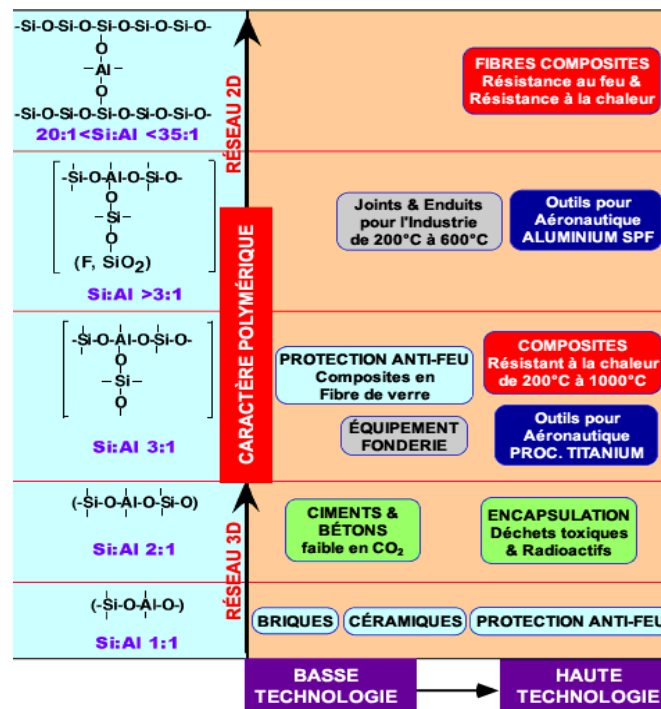 -Si-O-Si-O-Si-O-Si-O-Si-O-
O
Al
O
-Si-O-Si-O-Si-O-Si-O-Si-O-
20:1<Si:Al <35:1
RÉSEAU 2D
FIBRES COMPOSITES
Résistance au feu &
Résistance à la chaleur
-Si-O-Al-O-Si-O-
O
-Si-
O
(F, SiO2)
Si:Al >3:1
Joints & Enduits
pour l'Industrie
de 200°C à 600°C
Outils pour
Aéronautique
ALUMINIUM SPF
CARACTÈRE POLYMÉRIQUE
-Si-O-Al-O-Si-O-
O
-Si-
O
Si:Al 3:1
PROTECTION ANTI-FEU
Composites en
Fibre de verre
COMPOSITES
Résistant à la chaleur
de 200°C à 1000°C
ÉQUIPEMENT
FONDERIE
Outils pour
Aéronautique
PROC. TITANIUM
(-Si-O-Al-O-Si-O)
Si:Al 2:1
RÉSEAU 3D
CIMENTS &
BÉTONS
faible en CO2
ENCAPSULATION
Déchets toxiques
& Radioactifs
(-Si-O-Al-O-)
Si:Al 1:1
BRIQUES
CÉRAMIQUES
PROTECTION ANTI-FEU
BASSE
TECHNOLOGIE
HAUTE
TECHNOLOGIE